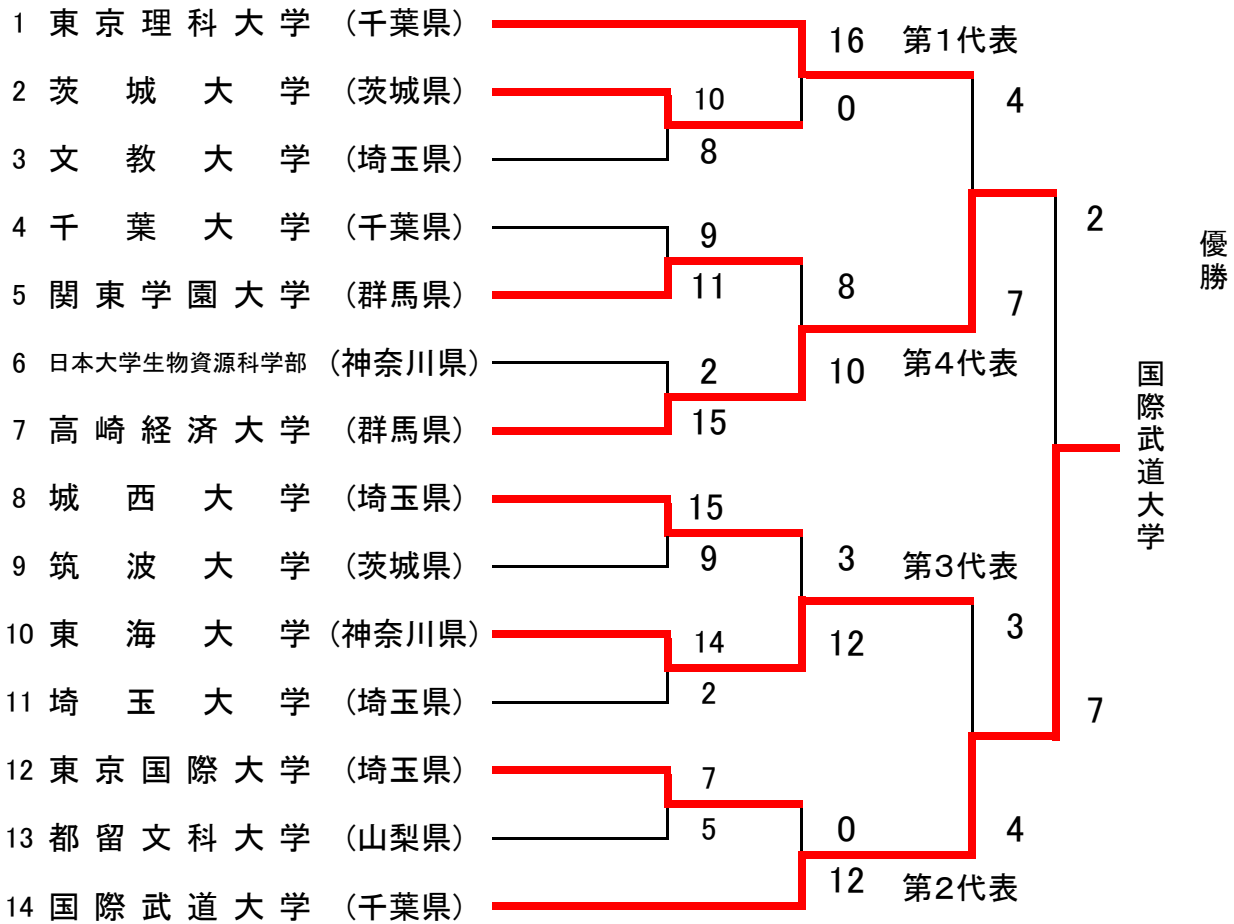 1 東京理科大学 (千葉県)
16 第1代表
2 茨城大学 (茨城県)
10
0
4
3 文教大学 (埼玉県)
8
4 千葉大学 (千葉県)
9
2
優勝
5 関東学園大学 (群馬県)
11
8
7
6 日本大学生物資源科学部 (神奈川県)
2
10 第4代表
7 高崎経済大学 (群馬県)
15
国際武道大学
8 城西大学 (埼玉県)
15
9 筑波大学 (茨城県)
9
3 第3代表
10 東海大学 (神奈川県)
14
12
3
11 埼玉大学 (埼玉県)
2
7
12 東京国際大学 (埼玉県)
7
13 都留文科大学 (山梨県)
5
0
4
12 第2代表
14 国際武道大学 (千葉県)